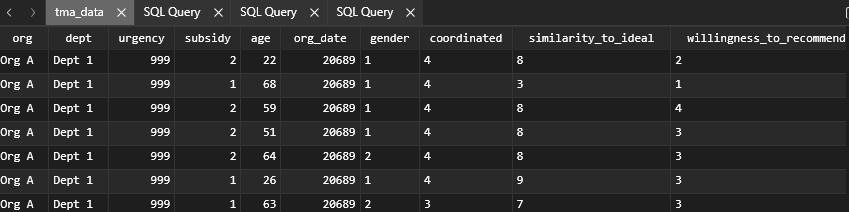 tma_data SQL Query SQL Query SQL Query
org dept urgency subsidy age org_date gender coordinated similarity_to_ideal willingness_to_recommend
Org A Dept 1 999 2 22 20689 1 4 8 2
Org A Dept 1 999 1 68 20689 1 4 3 1
Org A Dept 1 999 2 59 20689 1 4 8 4
Org A Dept 1 999 2 51 20689 1 4 8 3
Org A Dept 1 999 2 64 20689 2 4 8 3
Org A Dept 1 999 1 26 20689 1 4 9 3
Org A Dept 1 999 1 63 20689 2 3 7 3